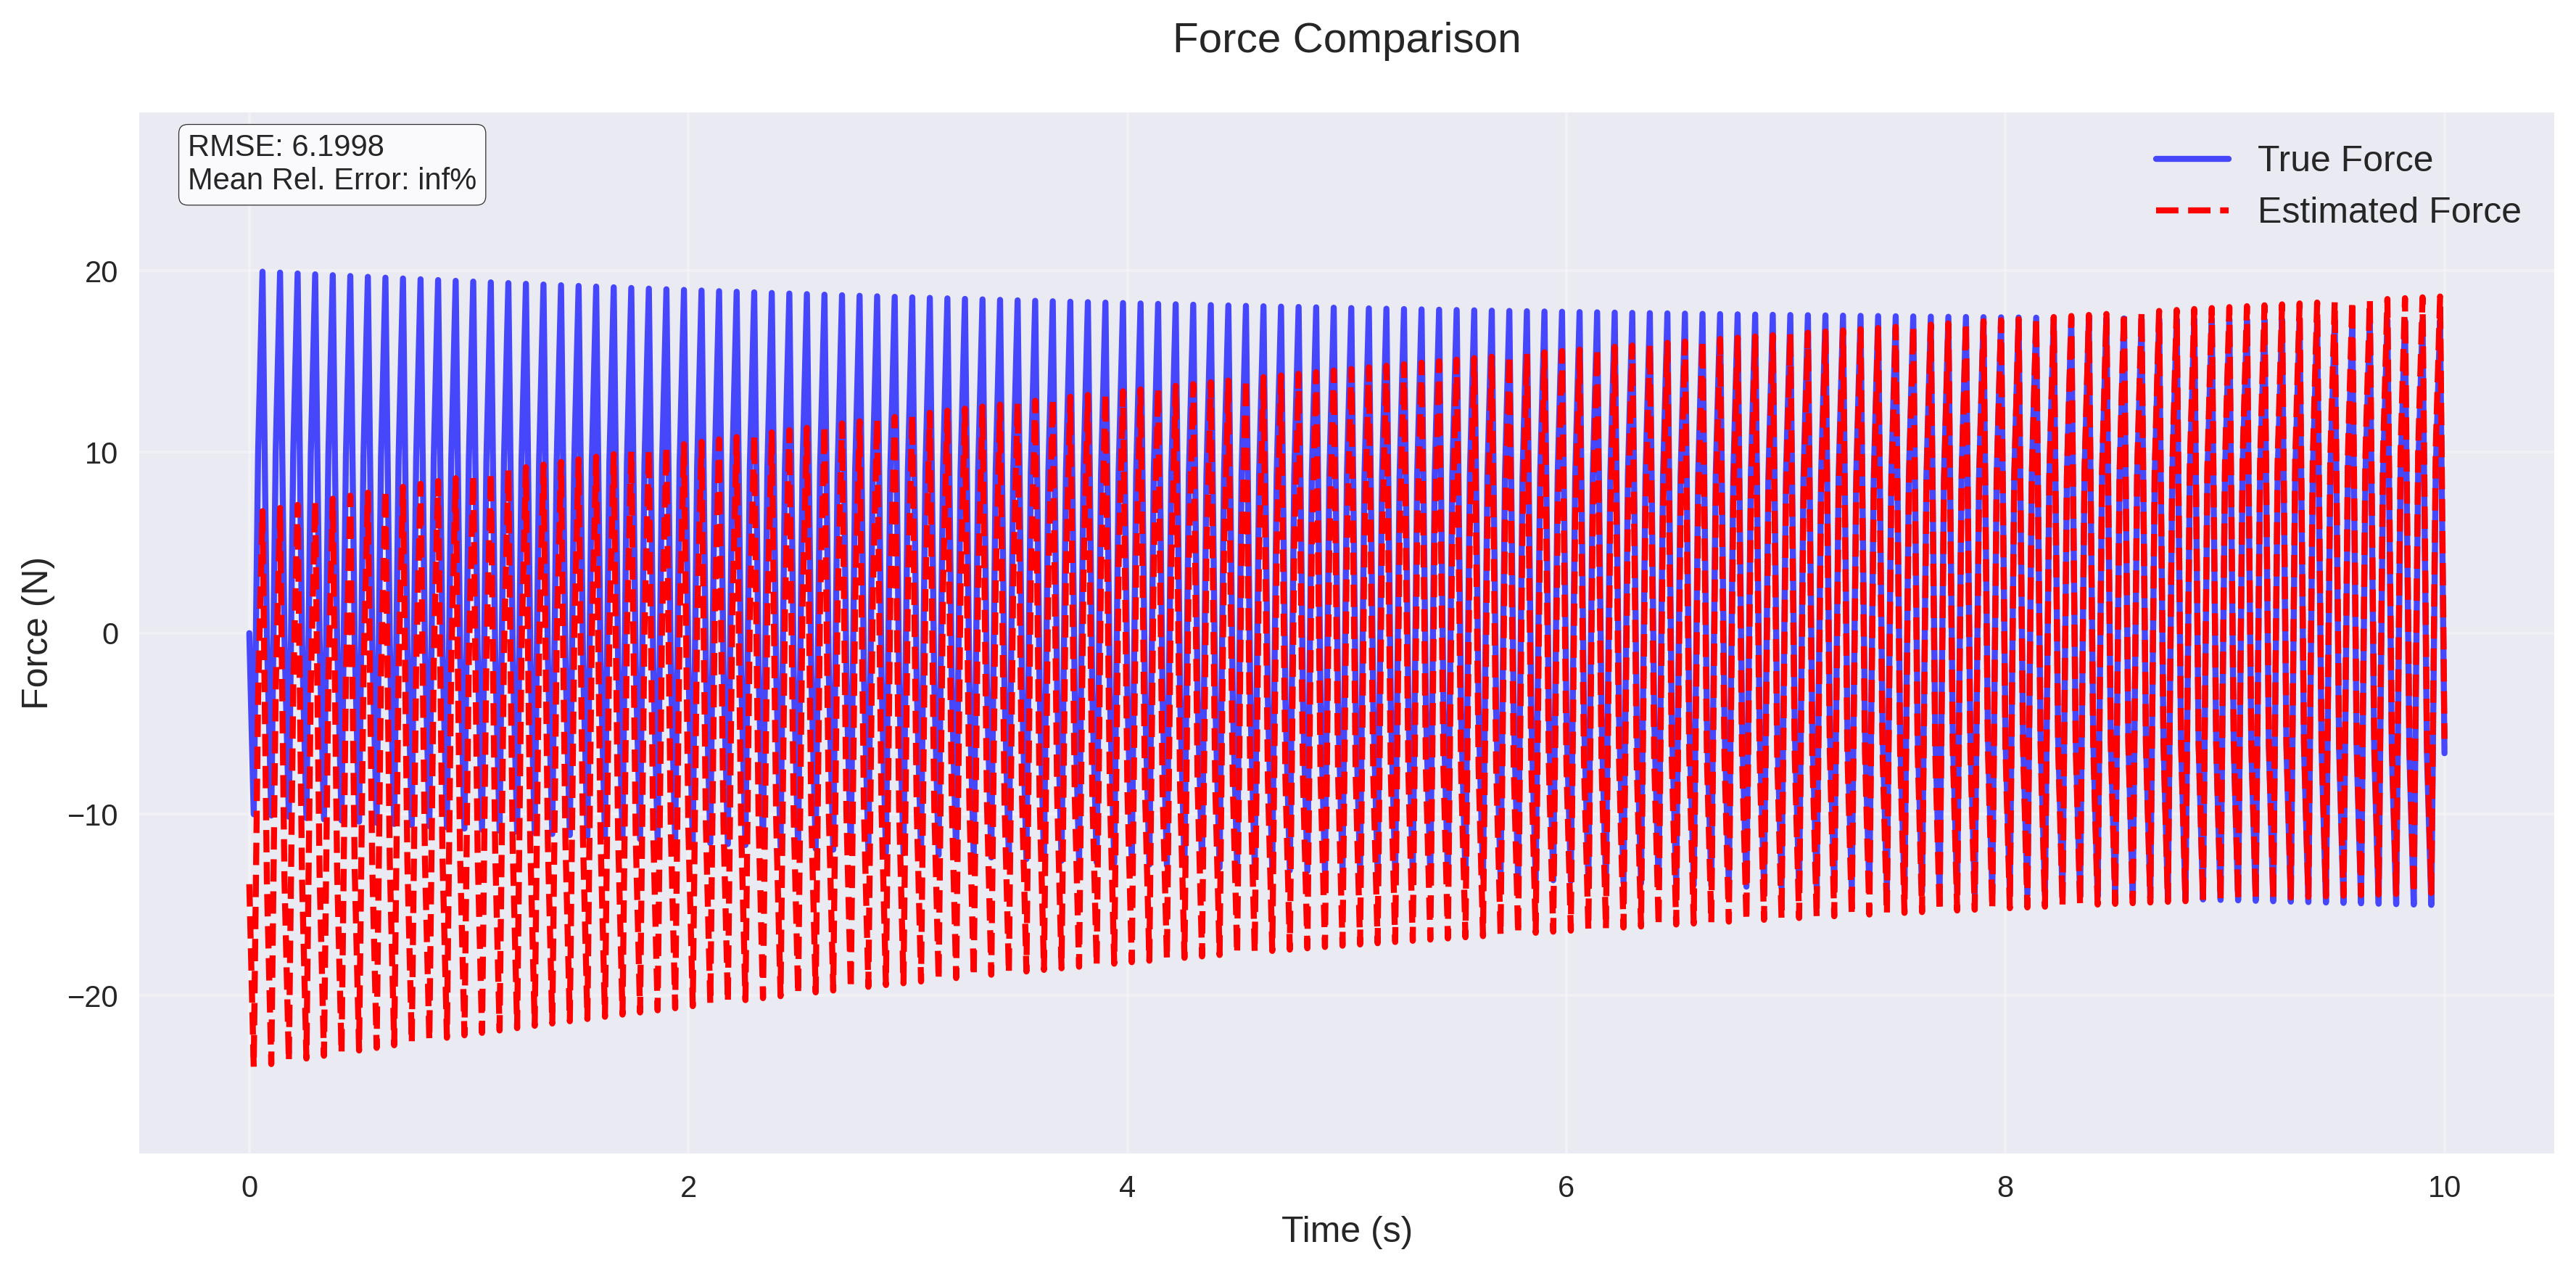 Force Comparison
RMSE: 6.1998
Mean Rel. Error: inf%
True Force
Estimated Force
Force (N)
20
10
0
−10
−20
0
2
4
6
8
10
Time (s)